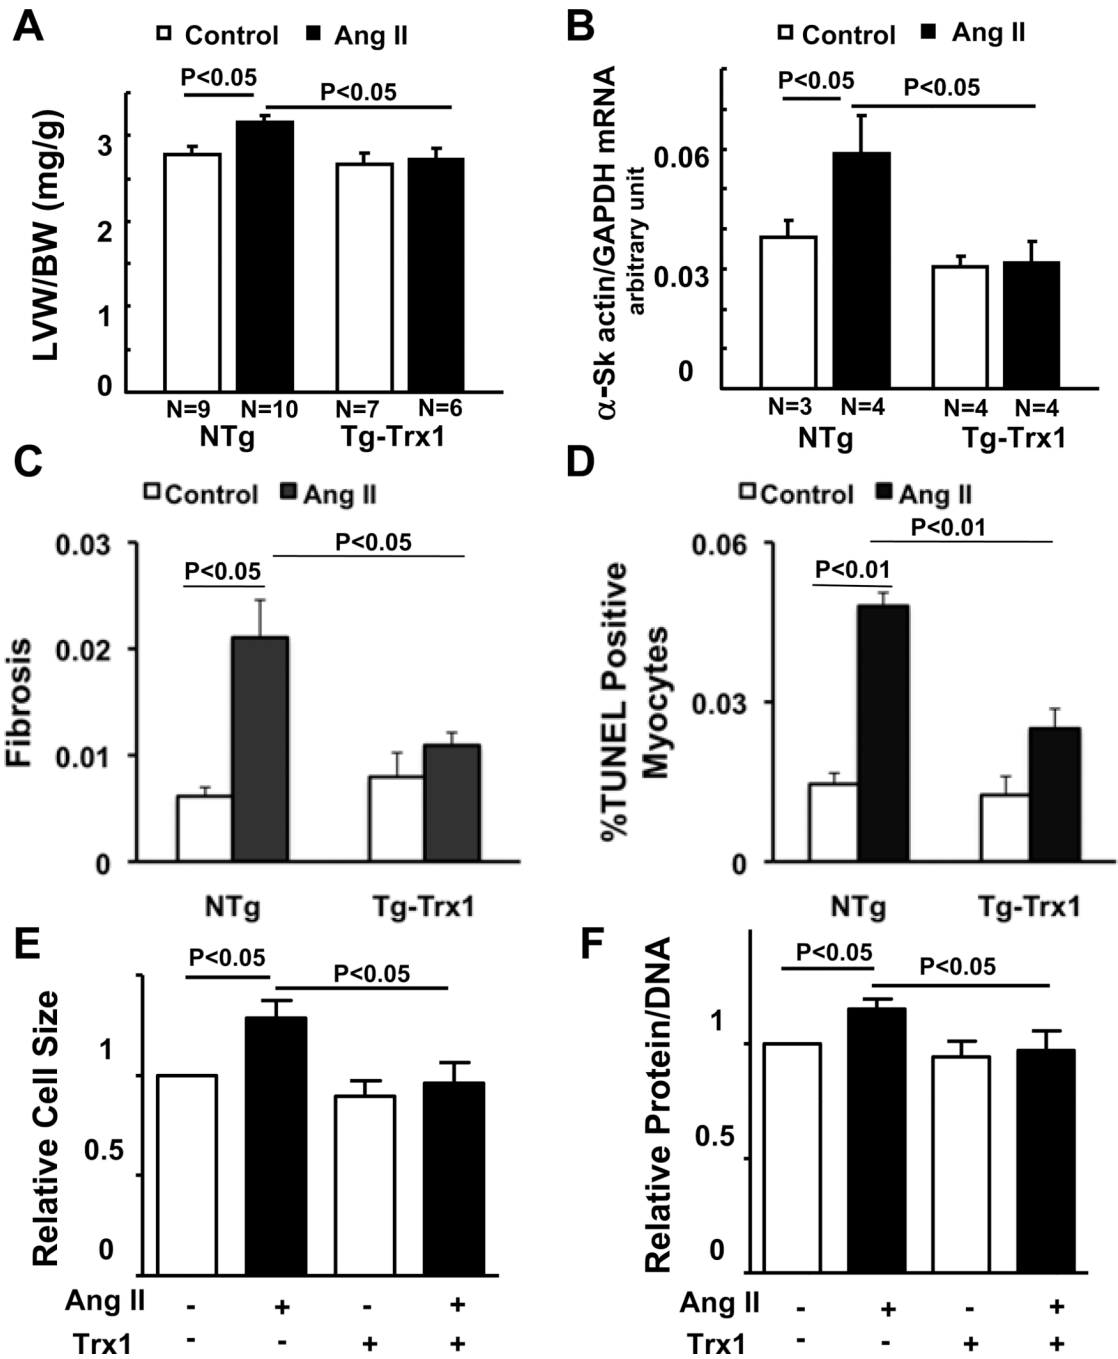 A
Control Ang II
P<0.05
P<0.05
LVW/BW (mg/g)
3
2
1
0
N=9 N=10 N=7 N=6
NTg Tg-Trx1
B
Control Ang II
P<0.05
P<0.05
α-Sk actin/GAPDH mRNA
arbitrary unit
0.06
0.03
0
N=3 N=4 N=4 N=4
NTg Tg-Trx1
C
Control Ang II
P<0.05
P<0.05
Fibrosis
0.03
0.02
0.01
0
NTg Tg-Trx1
D
Control Ang II
P<0.01
P<0.01
%TUNEL Positive
Myocytes
0.06
0.03
0
NTg Tg-Trx1
E
P<0.05
P<0.05
Relative Cell Size
1
0.5
0
Ang II - + - +
Trx1 - - + +
F
P<0.05
P<0.05
Relative Protein/DNA
1
0.5
0
Ang II - + - +
Trx1 - - + +